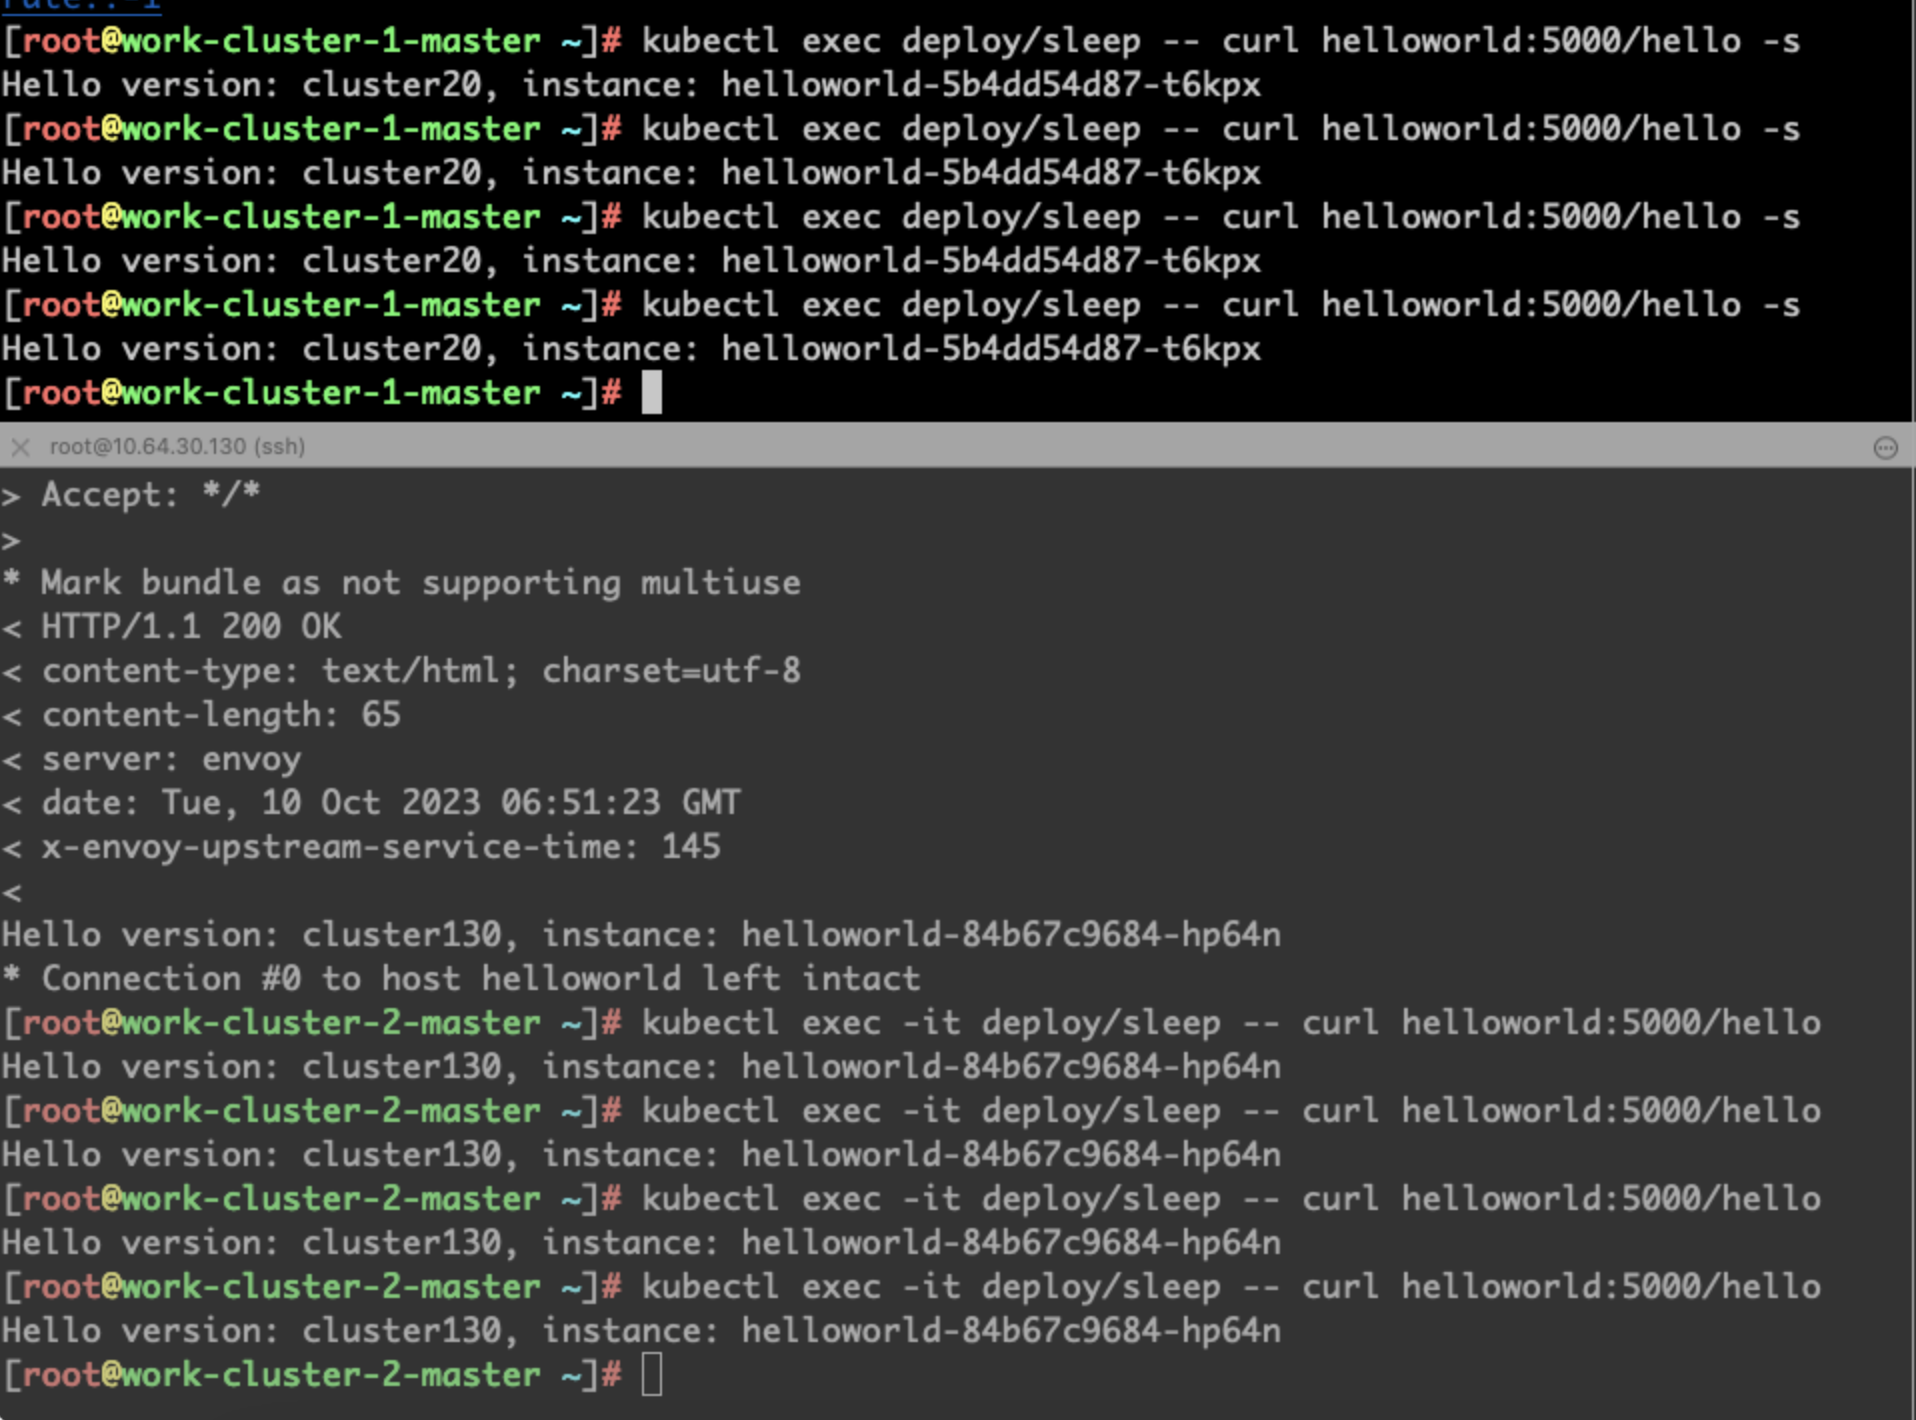 [root@work-cluster-1-master ~]# kubectl exec deploy/sleep -- curl helloworld:5000/hello -s
Hello version: cluster20, instance: helloworld-5b4dd54d87-t6kpx
[root@work-cluster-1-master ~]# kubectl exec deploy/sleep -- curl helloworld:5000/hello -s
Hello version: cluster20, instance: helloworld-5b4dd54d87-t6kpx
[root@work-cluster-1-master ~]# kubectl exec deploy/sleep -- curl helloworld:5000/hello -s
Hello version: cluster20, instance: helloworld-5b4dd54d87-t6kpx
[root@work-cluster-1-master ~]# kubectl exec deploy/sleep -- curl helloworld:5000/hello -s
Hello version: cluster20, instance: helloworld-5b4dd54d87-t6kpx
[root@work-cluster-1-master ~]#
root@10.64.30.130 (ssh)
> Accept: */*
>
* Mark bundle as not supporting multiuse
< HTTP/1.1 200 OK
< content-type: text/html; charset=utf-8
< content-length: 65
< server: envoy
< date: Tue, 10 Oct 2023 06:51:23 GMT
< x-envoy-upstream-service-time: 145
<
Hello version: cluster130, instance: helloworld-84b67c9684-hp64n
* Connection #0 to host helloworld left intact
[root@work-cluster-2-master ~]# kubectl exec -it deploy/sleep -- curl helloworld:5000/hello
Hello version: cluster130, instance: helloworld-84b67c9684-hp64n
[root@work-cluster-2-master ~]# kubectl exec -it deploy/sleep -- curl helloworld:5000/hello
Hello version: cluster130, instance: helloworld-84b67c9684-hp64n
[root@work-cluster-2-master ~]# kubectl exec -it deploy/sleep -- curl helloworld:5000/hello
Hello version: cluster130, instance: helloworld-84b67c9684-hp64n
[root@work-cluster-2-master ~]# kubectl exec -it deploy/sleep -- curl helloworld:5000/hello
Hello version: cluster130, instance: helloworld-84b67c9684-hp64n
[root@work-cluster-2-master ~]#